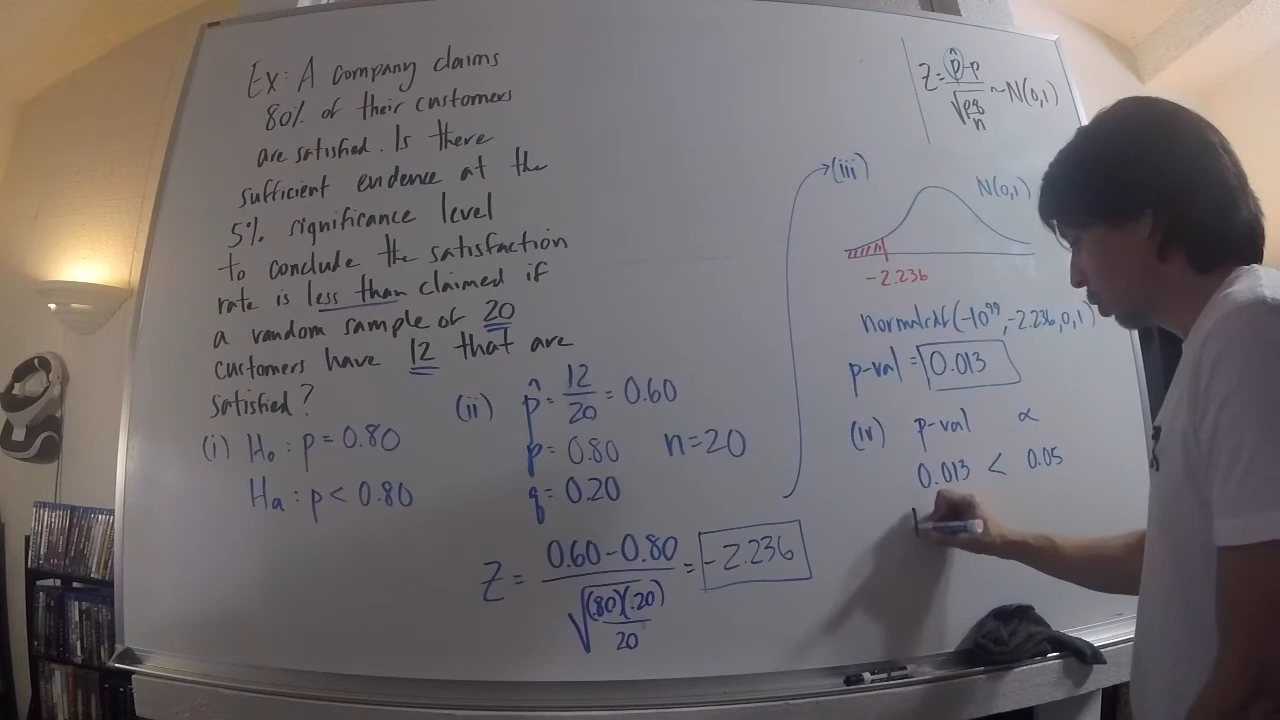 Ex: A company claims
80% of their customers
are satisfied. Is there
sufficient evidence at the
5% significance level
to conclude the satisfaction
rate is less than claimed if
a random sample of 20
customers have 12 that are
satisfied?
(i) H₀: p = 0.80
Ha: p < 0.80
(ii) p̂ = 12/20 = 0.60
p = 0.80 n = 20
q = 0.20
Z = (0.60 - 0.80)/√((.80)(.20)/20) = -2.236
Z = (p̂ - p)/√(pq/n) ~ N(0,1)
→(iii)
N(0,1)
-2.236
normalcdf(-10⁹⁹, -2.236, 0, 1)
p-val = 0.013
(iv) p-val α
0.013 < 0.05